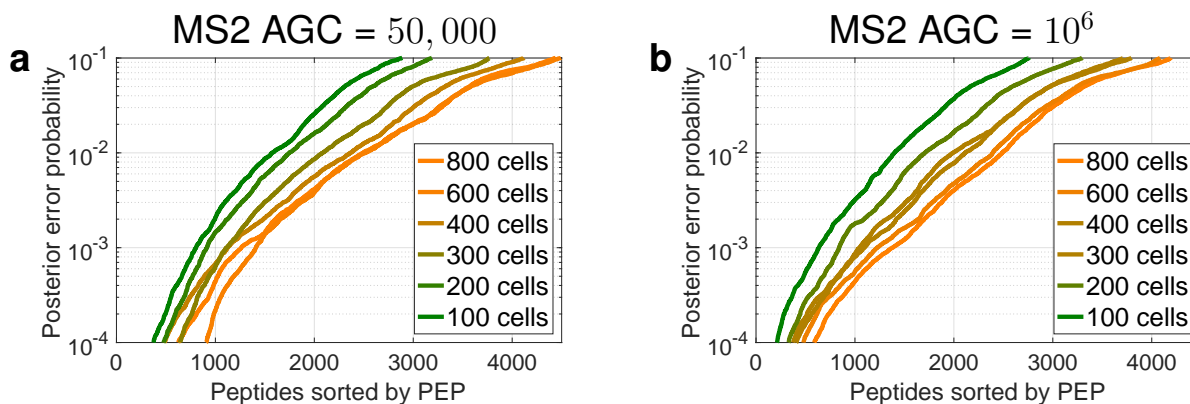 a
MS2 AGC = 50,000
Posterior error probability
10^-1
10^-2
10^-3
10^-4
800 cells
600 cells
400 cells
300 cells
200 cells
100 cells
0 1000 2000 3000 4000
Peptides sorted by PEP
b
MS2 AGC = 10^6
Posterior error probability
10^-1
10^-2
10^-3
10^-4
800 cells
600 cells
400 cells
300 cells
200 cells
100 cells
0 1000 2000 3000 4000
Peptides sorted by PEP